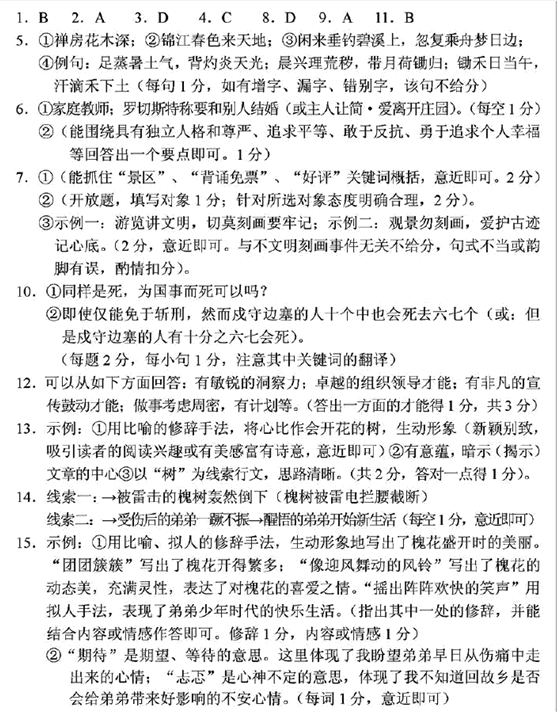 1. B 2. A 3. D 4. C 8. D 9. A 11. B
5. ①禅房花木深；②锦江春色来天地；③闲来垂钓碧溪上，忽复乘舟梦日边；
④例句：足蒸暑土气，背灼炎天光；晨兴理荒秽，带月荷锄归；锄禾日当午，
汗滴禾下土（每句1分，如有增字、漏字、错别字，该句不给分）
6. ①家庭教师；罗切斯特称要和别人结婚（或主人让简·爱离开庄园）。（每空1分）
②（能围绕具有独立人格和尊严、追求平等、敢于反抗、勇于追求个人幸福
等回答出一个要点即可。1分）
7. ①（能抓住“景区”、“背诵免票”、“好评”关键词概括，意近即可。2分）
②（开放题，填写对象1分；针对所选对象态度明确合理，2分）。
③示例一：游览讲文明，切莫刻画要牢记；示例二：观景勿刻画，爱护古迹
记心底。（2分，意近即可。与不文明刻画事件无关不给分，句式不当或韵
脚有误，酌情扣分）。
10. ①同样是死，为国事而死可以吗？
②即使仅能免于斩刑，然而戍守边塞的人十个中也会死去六七个（或：但
是戍守边塞的人有十分之六七会死）。
（每题2分，每小句1分，注意其中关键词的翻译）
12. 可以从如下方面回答：有敏锐的洞察力；卓越的组织领导才能；有非凡的宣
传鼓动才能；做事考虑周密，有计划等。（答出一方面的才能得1分，共3分）
13. 示例：①用比喻的修辞手法，将心比作会开花的树，生动形象（新颖别致，
吸引读者的阅读兴趣或有美感富有诗意，意近即可）②有意蕴，暗示（揭示）
文章的中心③以“树”为线索行文，思路清晰。（共2分，答对一点得1分）。
14. 线索一：→被雷击的槐树轰然倒下（槐树被雷电拦腰截断）
线索二：→受伤后的弟弟一蹶不振→醒悟的弟弟开始新生活（每空1分，意近即可）
15. 示例：①用比喻、拟人的修辞手法，生动形象地写出了槐花盛开时的美丽。
“团团簇簇”写出了槐花开得繁多；“像迎风舞动的风铃”写出了槐花的
动态美，充满灵性，表达了对槐花的喜爱之情。“摇出阵阵欢快的笑声”用
拟人手法，表现了弟弟少年时代的快乐生活。（指出其中一处的修辞，并能
结合内容或情感作答即可。修辞1分，内容或情感1分）
②“期待”是期望、等待的意思。这里体现了我盼望弟弟早日从伤痛中走
出来的心情；“忐忑”是心神不定的意思，体现了我不知道回故乡是否
会给弟弟带来好影响的不安心情。（每词1分，意近即可）